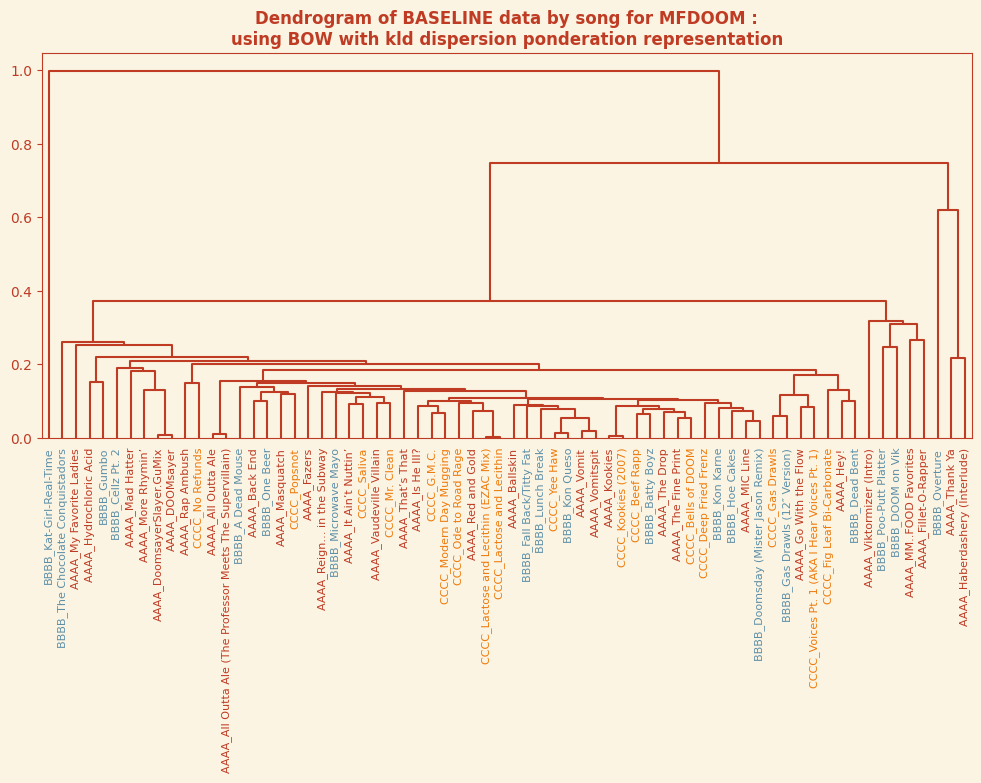 Dendrogram of BASELINE data by song for MFDOOM :
using BOW with kld dispersion ponderation representation
1.0
0.8
0.6
0.4
0.2
0.0
BBBB_Kat-Girl-Real-Time
BBBB_The Chocolate Conquistadors
AAAA_My Favorite Ladies
AAAA_Hydrochloric Acid
BBBB_Gumbo
BBBB_Cellz Pt. 2
AAAA_Mad Hatter
AAAA_More Rhymin'
AAAA_DoomsayerSlayer.GuMix
AAAA_DOOMsayer
AAAA_Rap Ambush
CCCC_No Refunds
AAAA_All Outta Ale
AAAA_All Outta Ale (The Professor Meets The Supervillain)
BBBB_A Dead Mouse
AAAA_Back End
BBBB_One Beer
AAAA_Masquatch
CCCC_Popsnot
AAAA_Fazers
AAAA_Reign... in the Subway
BBBB_Microwave Mayo
AAAA_It Ain't Nuttin'
CCCC_Saliva
AAAA_Vaudeville Villain
CCCC_Mr. Clean
AAAA_That's That
AAAA_Is He Ill?
CCCC_G.M.C.
CCCC_Modern Day Mugging
CCCC_Ode to Road Rage
AAAA_Red and Gold
CCCC_Lactose and Lecithin (EZAC Mix)
CCCC_Lactose and Lecithin
AAAA_Ballskin
BBBB_Fall Back/Titty Fat
BBBB_Lunch Break
CCCC_Yee Haw
BBBB_Kon Queso
AAAA_Vomit
AAAA_Vomitspit
AAAA_Kookies
CCCC_Kookies (2007)
CCCC_Beef Rapp
BBBB_Batty Boyz
AAAA_The Drop
AAAA_The Fine Print
CCCC_Bells of DOOM
CCCC_Deep Fried Frenz
BBBB_Kon Karne
BBBB_Hoe Cakes
AAAA_MIC Line
BBBB_Doomsday (Mister Jason Remix)
CCCC_Gas Drawls
BBBB_Gas Drawls (12' Version)
AAAA_Go With the Flow
CCCC_Voices Pt. 1 (AKA I Hear Voices Pt. 1)
CCCC_Fig Leaf Bi-Carbonate
AAAA_Hey!
BBBB_Dead Bent
AAAA_Viktormizer (Intro)
BBBB_Poo-Putt Platter
BBBB_DOOM on Vik
AAAA_MM..FOOD Favorites
AAAA_Fillet-O-Rapper
BBBB_Overture
AAAA_Thank Ya
AAAA_Haberdashery (Interlude)